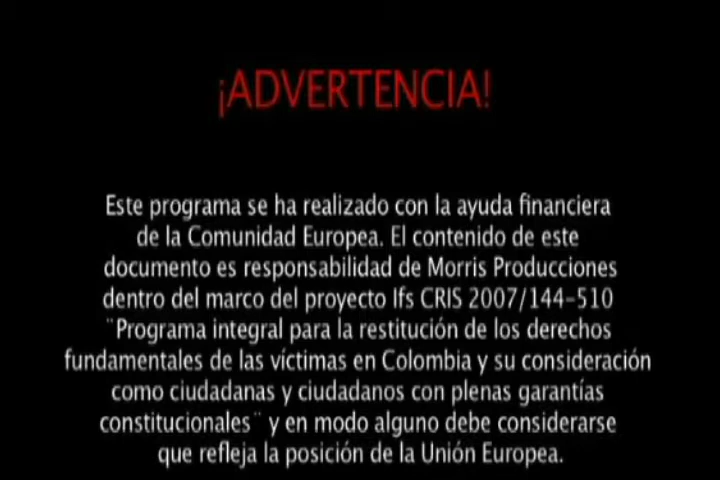 ¡ADVERTENCIA!
Este programa se ha realizado con la ayuda financiera
de la Comunidad Europea. El contenido de este
documento es responsabilidad de Morris Producciones
dentro del marco del proyecto Ifs CRIS 2007/144-510
¨Programa integral para la restitución de los derechos
fundamentales de las víctimas en Colombia y su consideración
como ciudadanas y ciudadanos con plenas garantías
constitucionales¨ y en modo alguno debe considerarse
que refleja la posición de la Unión Europea.